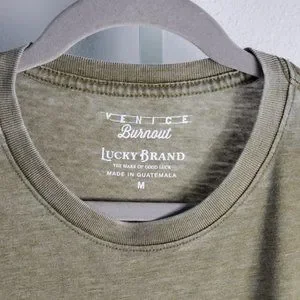 VENICE
Burnout
LUCKY BRAND
THE MARK OF GOOD LUCK
MADE IN GUATEMALA
M